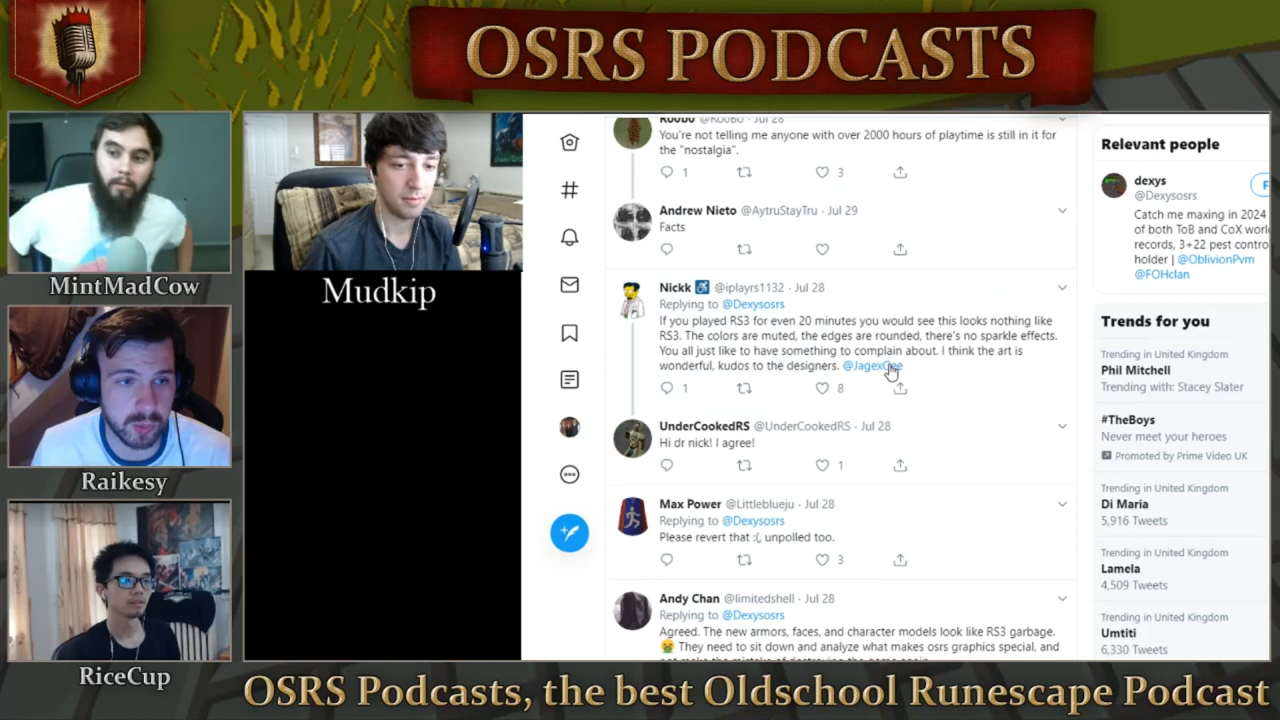 OSRS PODCASTS
MintMadCow
Raikesy
RiceCup
Mudkip
Roobo @R00B0 · Jul 28
You're not telling me anyone with over 2000 hours of playtime is still in it for
the "nostalgia".
1
3
Andrew Nieto @AytruStayTru · Jul 29
Facts
Nickk @iplayrs1132 · Jul 28
Replying to @Dexysosrs
If you played RS3 for even 20 minutes you would see this looks nothing like
RS3. The colors are muted, the edges are rounded, there's no sparkle effects.
You all just like to have something to complain about. I think the art is
wonderful, kudos to the designers.
1
8
UnderCookedRS @UnderCookedRS · Jul 28
Hi dr nick! I agree!
1
Max Power @Littleblueju · Jul 28
Replying to @Dexysosrs
Please revert that :(, unpolled too.
3
Andy Chan @limitedshell · Jul 28
Replying to @Dexysosrs
Agreed. The new armors, faces, and character models look like RS3 garbage.
They need to sit down and analyze what makes osrs graphics special, and
Relevant people
dexys
@Dexysosrs
F
Catch me maxing in 2024
of both ToB and CoX worl
records, 3+22 pest contro
holder | @OblivionPvm
@FOHclan
Trends for you
Trending in United Kingdom
Phil Mitchell
Trending with: Stacey Slater
#TheBoys
Never meet your heroes
Promoted by Prime Video UK
Trending in United Kingdom
Di Maria
5,916 Tweets
Trending in United Kingdom
Lamela
4,509 Tweets
Trending in United Kingdom
Umtiti
6,330 Tweets
OSRS Podcasts, the best Oldschool Runescape Podcast